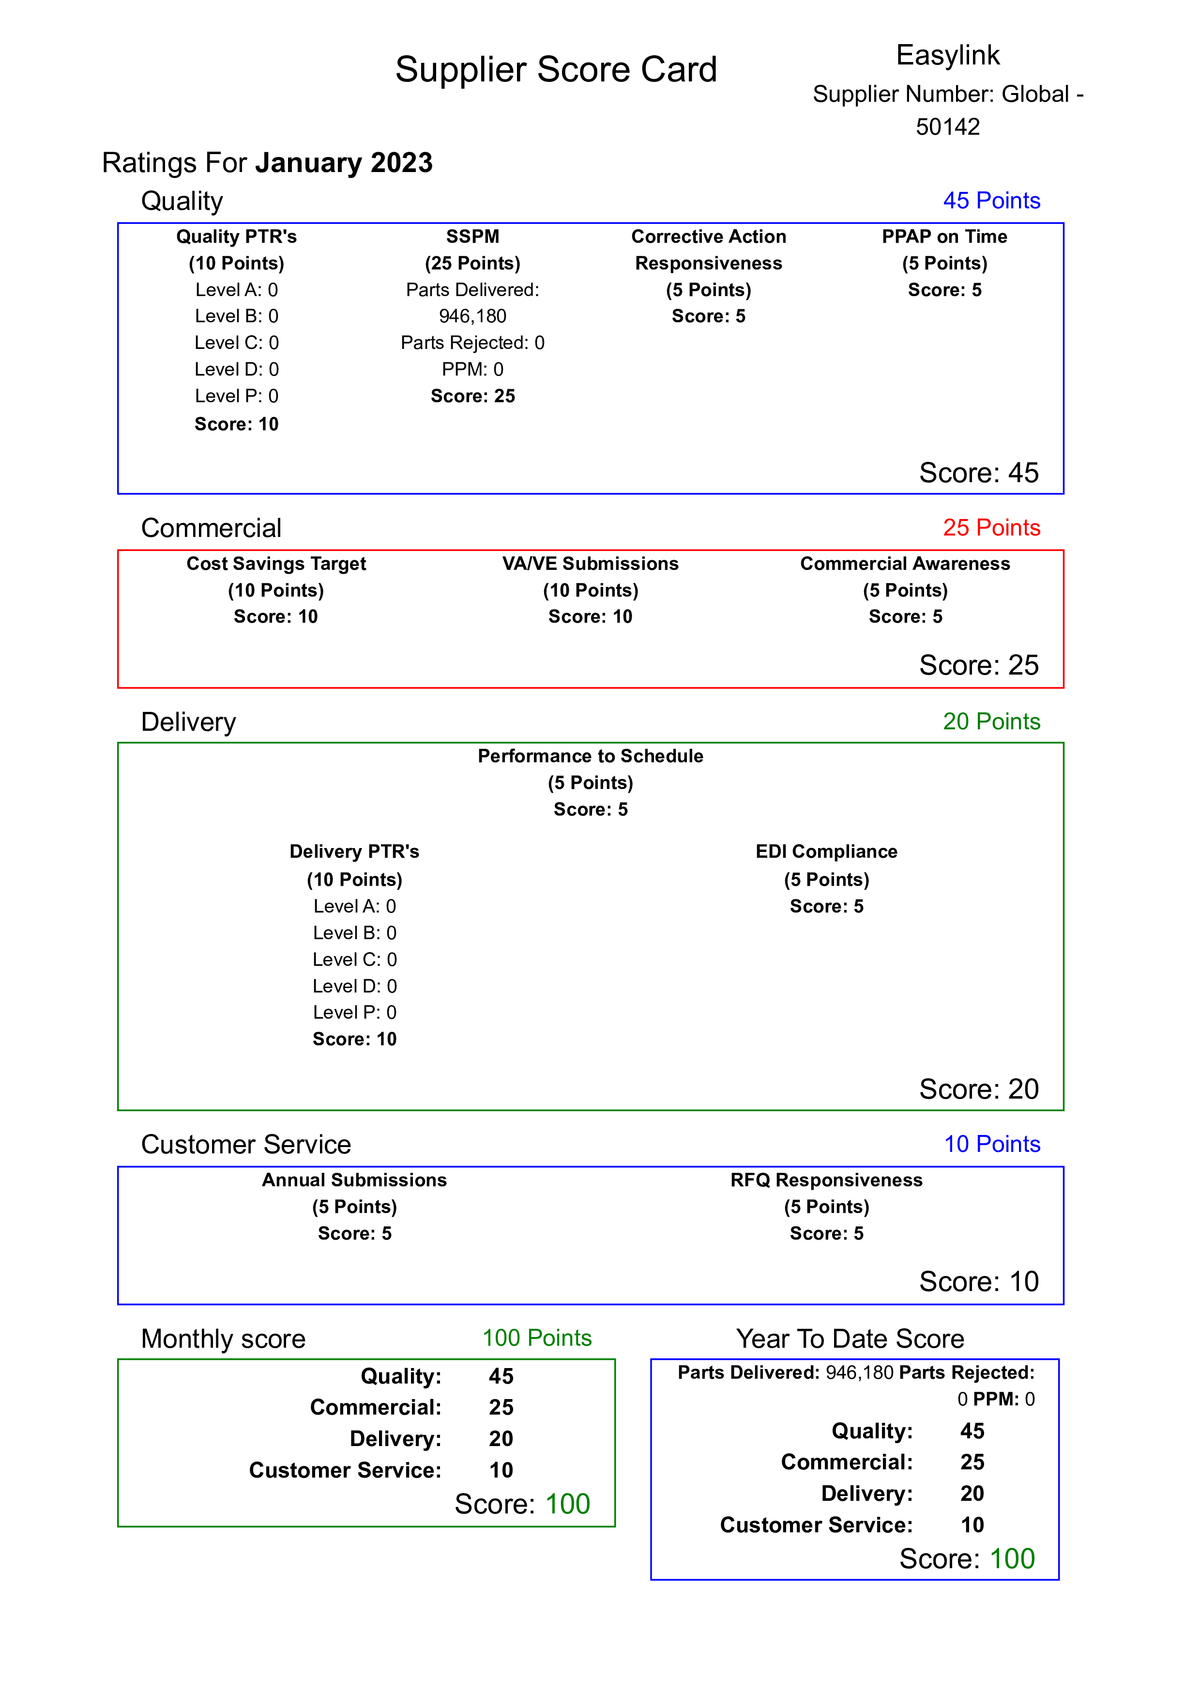 Supplier Score Card
Easylink
Supplier Number: Global -
50142
Ratings For January 2023
Quality
45 Points
Quality PTR's
(10 Points)
Level A: 0
Level B: 0
Level C: 0
Level D: 0
Level P: 0
Score: 10
SSPM
(25 Points)
Parts Delivered:
946,180
Parts Rejected: 0
PPM: 0
Score: 25
Corrective Action
Responsiveness
(5 Points)
Score: 5
PPAP on Time
(5 Points)
Score: 5
Score: 45
Commercial
25 Points
Cost Savings Target
(10 Points)
Score: 10
VA/VE Submissions
(10 Points)
Score: 10
Commercial Awareness
(5 Points)
Score: 5
Score: 25
Delivery
20 Points
Performance to Schedule
(5 Points)
Score: 5
Delivery PTR's
(10 Points)
Level A: 0
Level B: 0
Level C: 0
Level D: 0
Level P: 0
Score: 10
EDI Compliance
(5 Points)
Score: 5
Score: 20
Customer Service
10 Points
Annual Submissions
(5 Points)
Score: 5
RFQ Responsiveness
(5 Points)
Score: 5
Score: 10
Monthly score
100 Points
Quality: 45
Commercial: 25
Delivery: 20
Customer Service: 10
Score: 100
Year To Date Score
Parts Delivered: 946,180 Parts Rejected:
0 PPM: 0
Quality: 45
Commercial: 25
Delivery: 20
Customer Service: 10
Score: 100